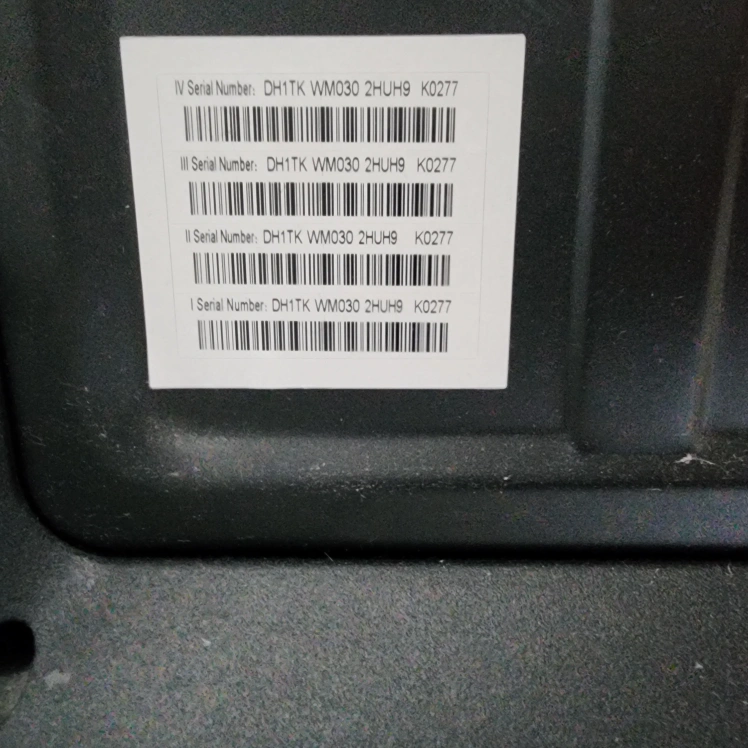 IV Serial Number: DH1TK WM030 2HUH9 K0277
III Serial Number: DH1TK WM030 2HUH9 K0277
II Serial Number: DH1TK WM030 2HUH9 K0277
I Serial Number: DH1TK WM030 2HUH9 K0277